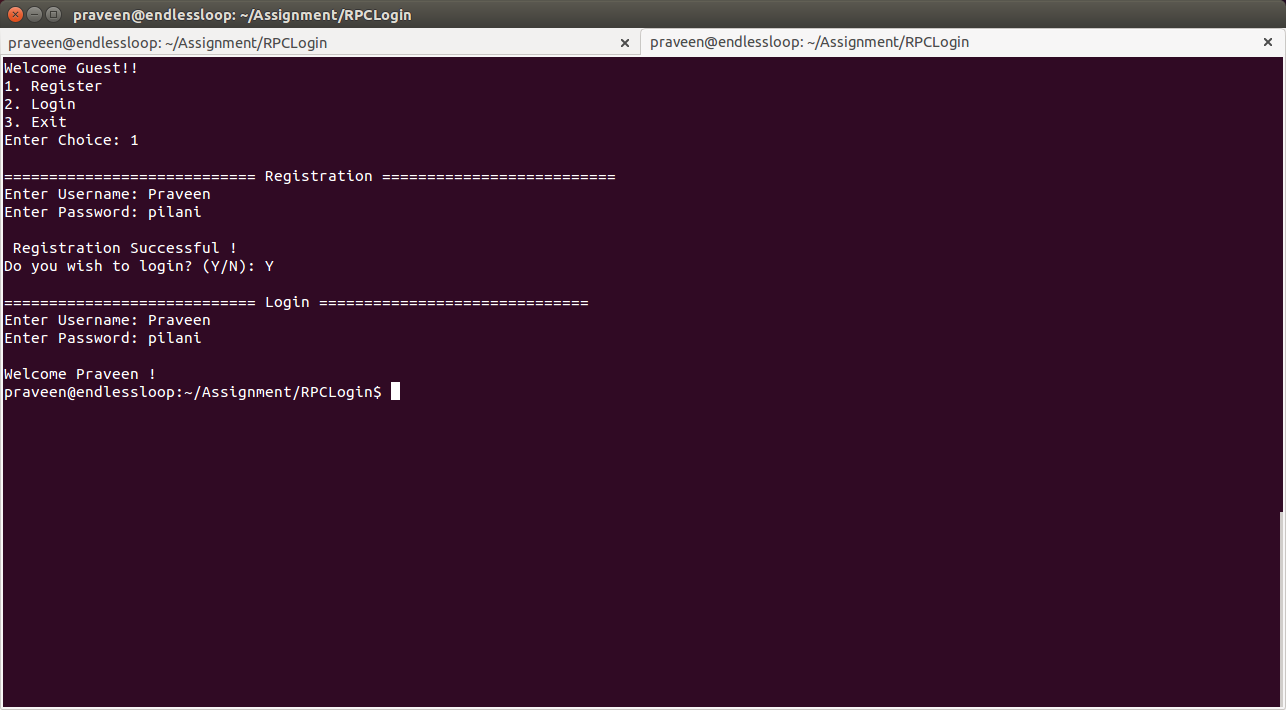 praveen@endlessloop: ~/Assignment/RPCLogin
praveen@endlessloop: ~/Assignment/RPCLogin
praveen@endlessloop: ~/Assignment/RPCLogin
Welcome Guest!!
1. Register
2. Login
3. Exit
Enter Choice: 1
============================ Registration ==========================
Enter Username: Praveen
Enter Password: pilani
Registration Successful !
Do you wish to login? (Y/N): Y
============================ Login ==============================
Enter Username: Praveen
Enter Password: pilani
Welcome Praveen !
praveen@endlessloop:~/Assignment/RPCLogin$